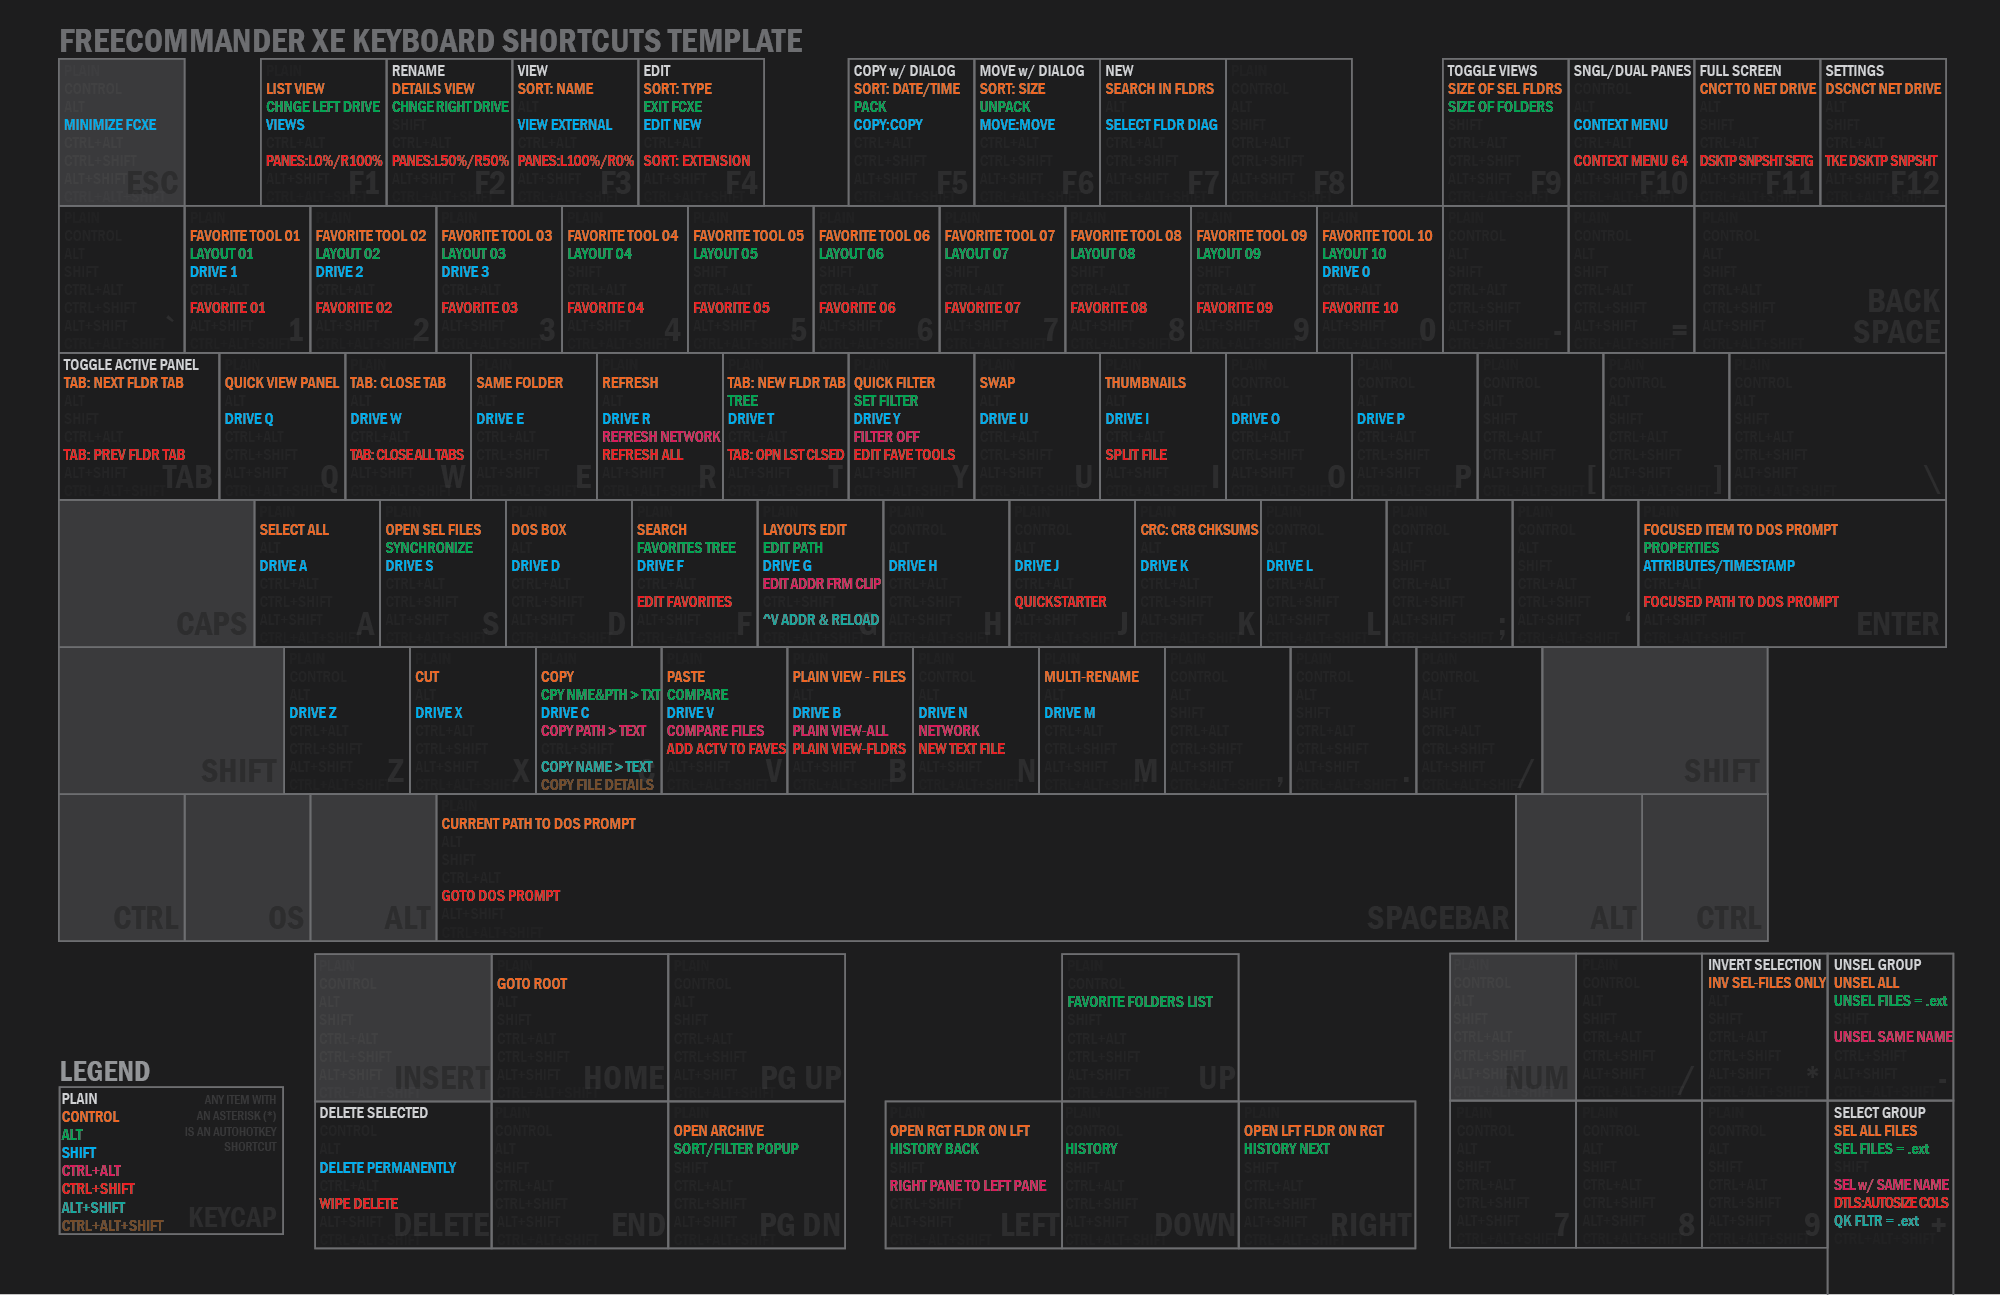 FREECOMMANDER XE KEYBOARD SHORTCUTS TEMPLATE
MINIMIZE FCXE
ESC
LIST VIEW
CHNGE LEFT DRIVE
VIEWS
PANES:L0%/R100%
F1
RENAME
DETAILS VIEW
CHNGE RIGHT DRIVE
PANES:L50%/R50%
F2
VIEW
SORT: NAME
VIEW EXTERNAL
PANES:L100%/R0%
F3
EDIT
SORT: TYPE
EXIT FCXE
EDIT NEW
SORT: EXTENSION
F4
COPY w/ DIALOG
SORT: DATE/TIME
PACK
COPY:COPY
F5
MOVE w/ DIALOG
SORT: SIZE
UNPACK
MOVE:MOVE
F6
NEW
SEARCH IN FLDRS
SELECT FLDR DIAG
F7
F8
TOGGLE VIEWS
SIZE OF SEL FLDRS
SIZE OF FOLDERS
F9
SNGL/DUAL PANES
CONTEXT MENU
CONTEXT MENU 64
F10
FULL SCREEN
CNCT TO NET DRIVE
DSKTP SNPSHT SETG
F11
SETTINGS
DSCNCT NET DRIVE
TKE DSKTP SNPSHT
F12
`
FAVORITE TOOL 01
LAYOUT 01
DRIVE 1
FAVORITE 01
1
FAVORITE TOOL 02
LAYOUT 02
DRIVE 2
FAVORITE 02
2
FAVORITE TOOL 03
LAYOUT 03
DRIVE 3
FAVORITE 03
3
FAVORITE TOOL 04
LAYOUT 04
FAVORITE 04
4
FAVORITE TOOL 05
LAYOUT 05
FAVORITE 05
5
FAVORITE TOOL 06
LAYOUT 06
FAVORITE 06
6
FAVORITE TOOL 07
LAYOUT 07
FAVORITE 07
7
FAVORITE TOOL 08
LAYOUT 08
FAVORITE 08
8
FAVORITE TOOL 09
LAYOUT 09
FAVORITE 09
9
FAVORITE TOOL 10
LAYOUT 10
DRIVE 0
FAVORITE 10
0
-
=
BACK
SPACE
TOGGLE ACTIVE PANEL
TAB: NEXT FLDR TAB
TAB: PREV FLDR TAB
TAB
QUICK VIEW PANEL
DRIVE Q
Q
TAB: CLOSE TAB
DRIVE W
TAB: CLOSE ALL TABS
W
SAME FOLDER
DRIVE E
E
REFRESH
DRIVE R
REFRESH NETWORK
REFRESH ALL
R
TAB: NEW FLDR TAB
TREE
DRIVE T
TAB: OPN LST CLSED
T
QUICK FILTER
SET FILTER
DRIVE Y
FILTER OFF
EDIT FAVE TOOLS
Y
SWAP
DRIVE U
U
THUMBNAILS
DRIVE I
SPLIT FILE
I
DRIVE O
O
DRIVE P
P
[
]
\
CAPS
SELECT ALL
DRIVE A
A
OPEN SEL FILES
SYNCHRONIZE
DRIVE S
S
DOS BOX
DRIVE D
D
SEARCH
FAVORITES TREE
DRIVE F
EDIT FAVORITES
F
LAYOUTS EDIT
EDIT PATH
DRIVE G
EDIT ADDR FRM CLIP
^V ADDR & RELOAD
G
DRIVE H
H
DRIVE J
QUICKSTARTER
J
CRC: CR8 CHKSUMS
DRIVE K
K
DRIVE L
L
;
‘
FOCUSED ITEM TO DOS PROMPT
PROPERTIES
ATTRIBUTES/TIMESTAMP
FOCUSED PATH TO DOS PROMPT
ENTER
SHIFT
DRIVE Z
Z
CUT
DRIVE X
X
COPY
CPY NME&PTH > TXT
DRIVE C
COPY PATH > TEXT
COPY NAME > TEXT
COPY FILE DETAILS
C
PASTE
COMPARE
DRIVE V
COMPARE FILES
ADD ACTV TO FAVES
V
PLAIN VIEW - FILES
DRIVE B
PLAIN VIEW-ALL
PLAIN VIEW-FLDRS
B
DRIVE N
NETWORK
NEW TEXT FILE
N
MULTI-RENAME
DRIVE M
M
,
.
/
SHIFT
CTRL
OS
ALT
CURRENT PATH TO DOS PROMPT
GOTO DOS PROMPT
SPACEBAR
ALT
CTRL
INSERT
GOTO ROOT
HOME
PG UP
FAVORITE FOLDERS LIST
UP
NUM
/
INVERT SELECTION
INV SEL-FILES ONLY
*
UNSEL GROUP
UNSEL ALL
UNSEL FILES = .ext
UNSEL SAME NAME
-
DELETE SELECTED
DELETE PERMANENTLY
WIPE DELETE
DELETE
END
OPEN ARCHIVE
SORT/FILTER POPUP
PG DN
OPEN RGT FLDR ON LFT
HISTORY BACK
RIGHT PANE TO LEFT PANE
LEFT
HISTORY
DOWN
OPEN LFT FLDR ON RGT
HISTORY NEXT
RIGHT
7
8
9
SELECT GROUP
SEL ALL FILES
SEL FILES = .ext
SEL w/ SAME NAME
DTLS:AUTOSIZE COLS
QK FLTR = .ext
+
LEGEND
PLAIN
CONTROL
ALT
SHIFT
CTRL+ALT
CTRL+SHIFT
ALT+SHIFT
CTRL+ALT+SHIFT
ANY ITEM WITH
AN ASTERISK (*)
IS AN AUTOHOTKEY
SHORTCUT
KEYCAP